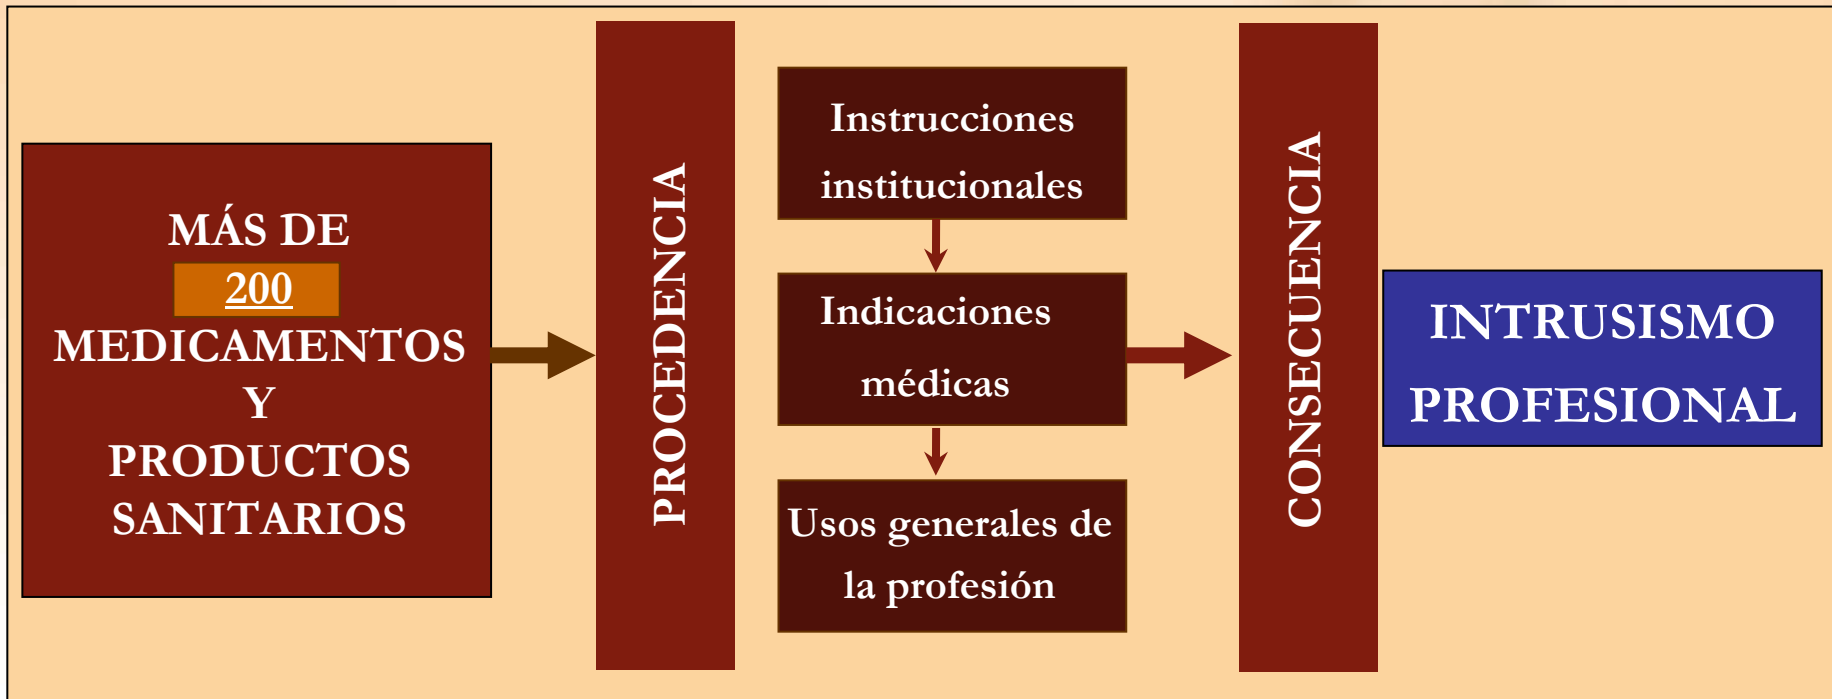 MÁS DE
200
MEDICAMENTOS
Y
PRODUCTOS
SANITARIOS
PROCEDENCIA
Instrucciones
institucionales
Indicaciones
médicas
Usos generales de
la profesión
CONSECUENCIA
INTRUSISMO
PROFESIONAL